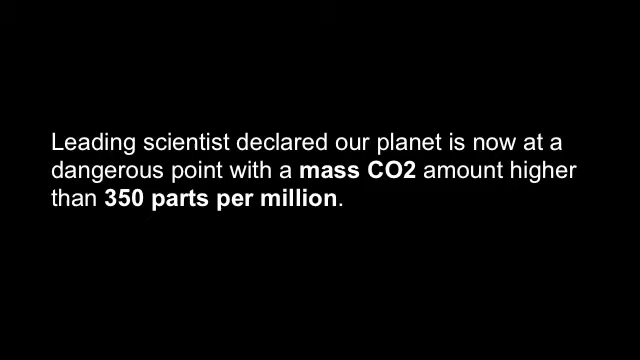 Leading scientist declared our planet is now at a
dangerous point with a mass CO2 amount higher
than 350 parts per million.